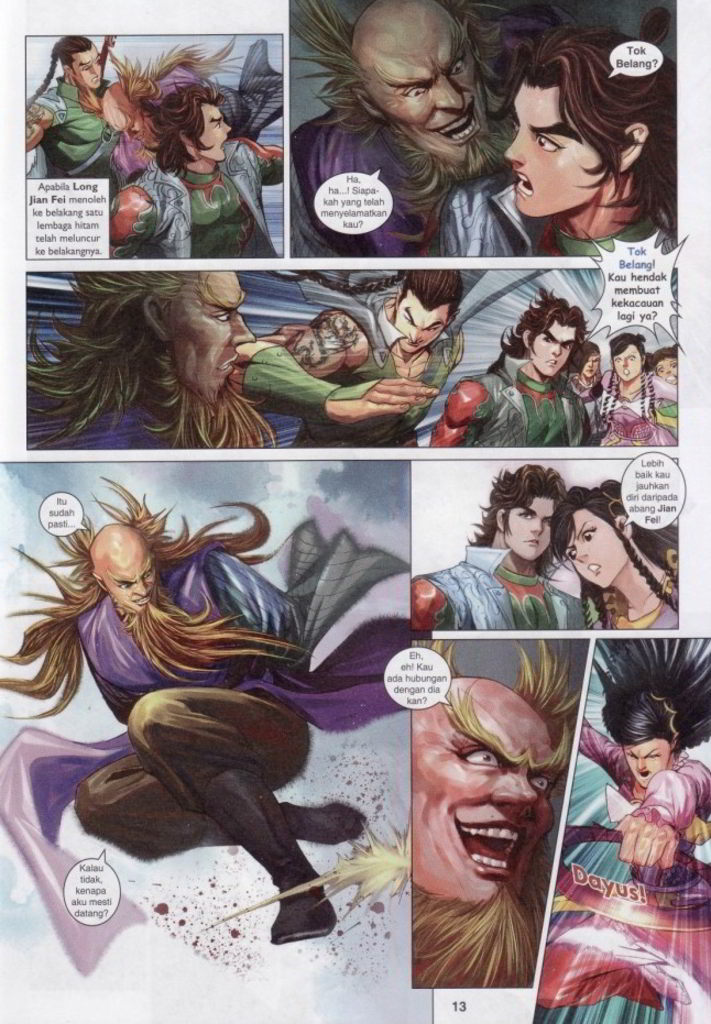 Apabila Long
Jian Fei menoleh
ke belakang satu
lembaga hitam
telah meluncur
ke belakangnya.
Tok
Belang?
Ha,
ha...! Siapa-
kah yang telah
menyelamatkan
kau?
Tok
Belang!
Kau hendak
membuat
kekacauan
lagi ya?
Itu
sudah
pasti...
Lebih
baik kau
jauhkan
diri daripada
abang Jian
Fei!
Eh,
eh! Kau
ada hubungan
dengan dia
kan?
Kalau
tidak,
kenapa
aku mesti
datang?
Dayus!
13